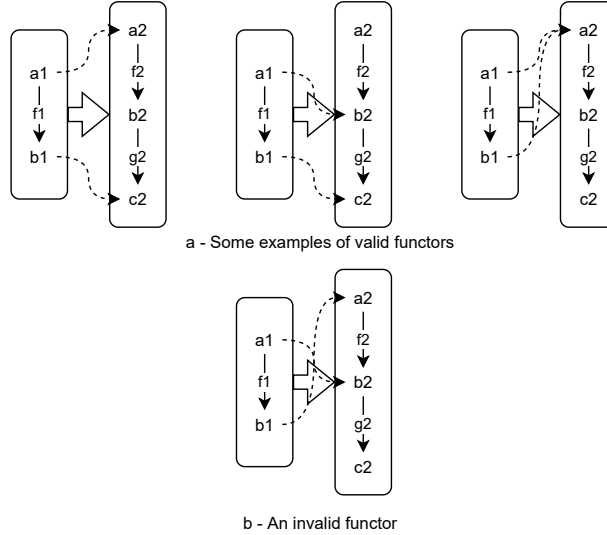 a1
f1
b1
a2
f2
b2
g2
c2
a1
f1
b1
a2
f2
b2
g2
c2
a1
f1
b1
a2
f2
b2
g2
c2
a - Some examples of valid functors
a1
f1
b1
a2
f2
b2
g2
c2
b - An invalid functor